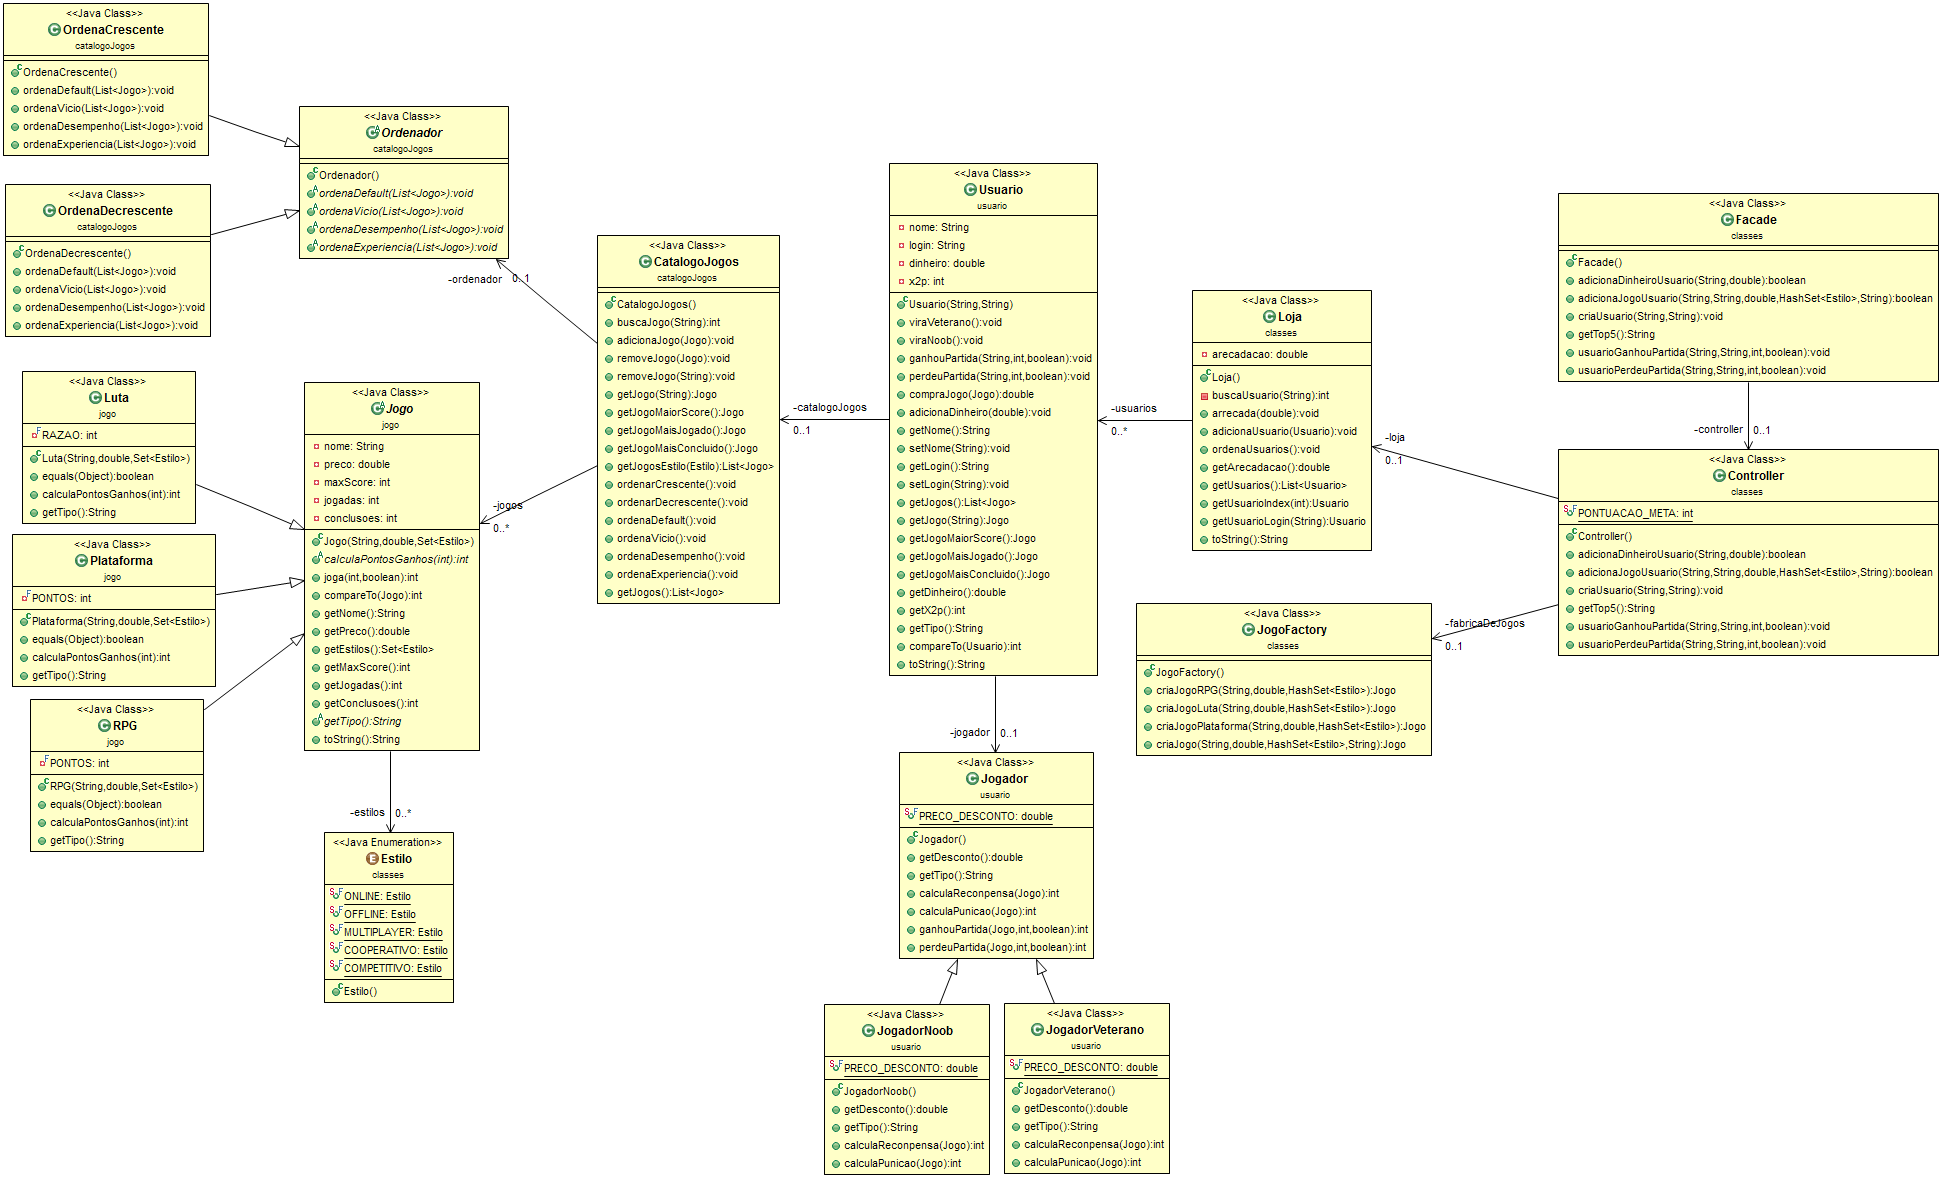 <<Java Class>>
OrdenaCrescente
catalogoJogos
OrdenaCrescente()
ordenaDefault(List<Jogo>):void
ordenaVicio(List<Jogo>):void
ordenaDesempenho(List<Jogo>):void
ordenaExperiencia(List<Jogo>):void
<<Java Class>>
OrdenaDecrescente
catalogoJogos
OrdenaDecrescente()
ordenaDefault(List<Jogo>):void
ordenaVicio(List<Jogo>):void
ordenaDesempenho(List<Jogo>):void
ordenaExperiencia(List<Jogo>):void
<<Java Class>>
Ordenador
catalogoJogos
Ordenador()
ordenaDefault(List<Jogo>):void
ordenaVicio(List<Jogo>):void
ordenaDesempenho(List<Jogo>):void
ordenaExperiencia(List<Jogo>):void
-ordenador
0..1
<<Java Class>>
Luta
jogo
RAZAO: int
Luta(String,double,Set<Estilo>)
equals(Object):boolean
calculaPontosGanhos(int):int
getTipo():String
<<Java Class>>
Plataforma
jogo
PONTOS: int
Plataforma(String,double,Set<Estilo>)
equals(Object):boolean
calculaPontosGanhos(int):int
getTipo():String
<<Java Class>>
RPG
jogo
PONTOS: int
RPG(String,double,Set<Estilo>)
equals(Object):boolean
calculaPontosGanhos(int):int
getTipo():String
<<Java Class>>
Jogo
jogo
nome: String
preco: double
maxScore: int
jogadas: int
conclusoes: int
Jogo(String,double,Set<Estilo>)
calculaPontosGanhos(int):int
joga(int,boolean):int
compareTo(Jogo):int
getNome():String
getPreco():double
getEstilos():Set<Estilo>
getMaxScore():int
getJogadas():int
getConclusoes():int
getTipo():String
toString():String
-estilos
0..*
<<Java Enumeration>>
Estilo
classes
ONLINE: Estilo
OFFLINE: Estilo
MULTIPLAYER: Estilo
COOPERATIVO: Estilo
COMPETITIVO: Estilo
Estilo()
-jogos
0..*
<<Java Class>>
CatalogoJogos
catalogoJogos
CatalogoJogos()
buscaJogo(String):int
adicionaJogo(Jogo):void
removeJogo(Jogo):void
removeJogo(String):void
getJogo(String):Jogo
getJogoMaiorScore():Jogo
getJogoMaisJogado():Jogo
getJogoMaisConcluido():Jogo
getJogosEstilo(Estilo):List<Jogo>
ordenarCrescente():void
ordenarDecrescente():void
ordenaDefault():void
ordenaVicio():void
ordenaDesempenho():void
ordenaExperiencia():void
getJogos():List<Jogo>
-catalogoJogos
0..1
<<Java Class>>
Usuario
usuario
nome: String
login: String
dinheiro: double
x2p: int
Usuario(String,String)
viraVeterano():void
viraNoob():void
ganhouPartida(String,int,boolean):void
perdeuPartida(String,int,boolean):void
compraJogo(Jogo):double
adicionaDinheiro(double):void
getNome():String
setNome(String):void
getLogin():String
setLogin(String):void
getJogos():List<Jogo>
getJogo(String):Jogo
getJogoMaiorScore():Jogo
getJogoMaisJogado():Jogo
getJogoMaisConcluido():Jogo
getDinheiro():double
getX2p():int
getTipo():String
compareTo(Usuario):int
toString():String
-jogador
0..1
<<Java Class>>
Jogador
usuario
PRECO_DESCONTO: double
Jogador()
getDesconto():double
getTipo():String
calculaReconpensa(Jogo):int
calculaPunicao(Jogo):int
ganhouPartida(Jogo,int,boolean):int
perdeuPartida(Jogo,int,boolean):int
<<Java Class>>
JogadorNoob
usuario
PRECO_DESCONTO: double
JogadorNoob()
getDesconto():double
getTipo():String
calculaReconpensa(Jogo):int
calculaPunicao(Jogo):int
<<Java Class>>
JogadorVeterano
usuario
PRECO_DESCONTO: double
JogadorVeterano()
getDesconto():double
getTipo():String
calculaReconpensa(Jogo):int
calculaPunicao(Jogo):int
-usuarios
0..*
<<Java Class>>
Loja
classes
arecadacao: double
Loja()
buscaUsuario(String):int
arrecada(double):void
adicionaUsuario(Usuario):void
ordenaUsuarios():void
getArecadacao():double
getUsuarios():List<Usuario>
getUsuarioIndex(int):Usuario
getUsuarioLogin(String):Usuario
toString():String
-loja
0..1
<<Java Class>>
JogoFactory
classes
JogoFactory()
criaJogoRPG(String,double,HashSet<Estilo>):Jogo
criaJogoLuta(String,double,HashSet<Estilo>):Jogo
criaJogoPlataforma(String,double,HashSet<Estilo>):Jogo
criaJogo(String,double,HashSet<Estilo>,String):Jogo
-fabricaDeJogos
0..1
<<Java Class>>
Facade
classes
Facade()
adicionaDinheiroUsuario(String,double):boolean
adicionaJogoUsuario(String,String,double,HashSet<Estilo>,String):boolean
criaUsuario(String,String):void
getTop5():String
usuarioGanhouPartida(String,String,int,boolean):void
usuarioPerdeuPartida(String,String,int,boolean):void
-controller
0..1
<<Java Class>>
Controller
classes
PONTUACAO_META: int
Controller()
adicionaDinheiroUsuario(String,double):boolean
adicionaJogoUsuario(String,String,double,HashSet<Estilo>,String):boolean
criaUsuario(String,String):void
getTop5():String
usuarioGanhouPartida(String,String,int,boolean):void
usuarioPerdeuPartida(String,String,int,boolean):void